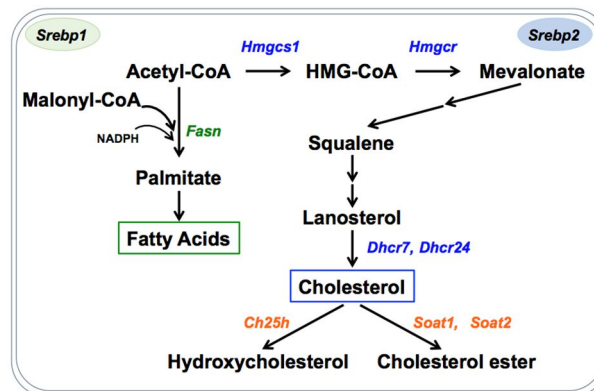 Srebp1
Srebp2
Hmgcs1
Hmgcr
Acetyl-CoA
HMG-CoA
Mevalonate
Malonyl-CoA
NADPH
Fasn
Squalene
Palmitate
Lanosterol
Fatty Acids
Dhcr7, Dhcr24
Cholesterol
Ch25h
Soat1, Soat2
Hydroxycholesterol
Cholesterol ester